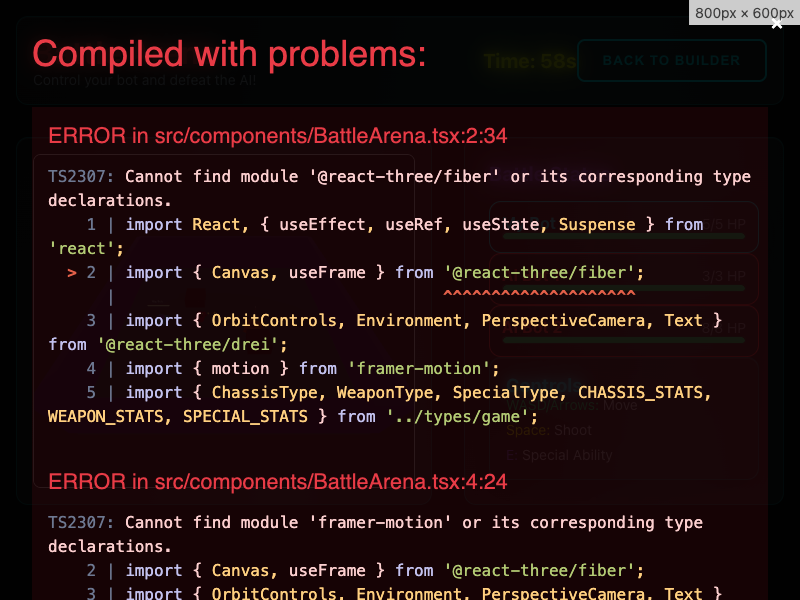 800px × 600px
×
Compiled with problems:
Time: 58s
BACK TO BUILDER
Control your bot and defeat the AI!
ERROR in src/components/BattleArena.tsx:2:34
TS2307: Cannot find module '@react-three/fiber' or its corresponding type
declarations.
1 | import React, { useEffect, useRef, useState, Suspense } from
'react';
> 2 | import { Canvas, useFrame } from '@react-three/fiber';
| ^^^^^^^^^^^^^^^^^^^^
3 | import { OrbitControls, Environment, PerspectiveCamera, Text }
from '@react-three/drei';
4 | import { motion } from 'framer-motion';
5 | import { ChassisType, WeaponType, SpecialType, CHASSIS_STATS,
WEAPON_STATS, SPECIAL_STATS } from '../types/game';
HP
3/3 HP
HP
Move
Space: Shoot
E: Special Ability
ERROR in src/components/BattleArena.tsx:4:24
TS2307: Cannot find module 'framer-motion' or its corresponding type
declarations.
2 | import { Canvas, useFrame } from '@react-three/fiber';
3 | import { OrbitControls, Environment, PerspectiveCamera, Text }